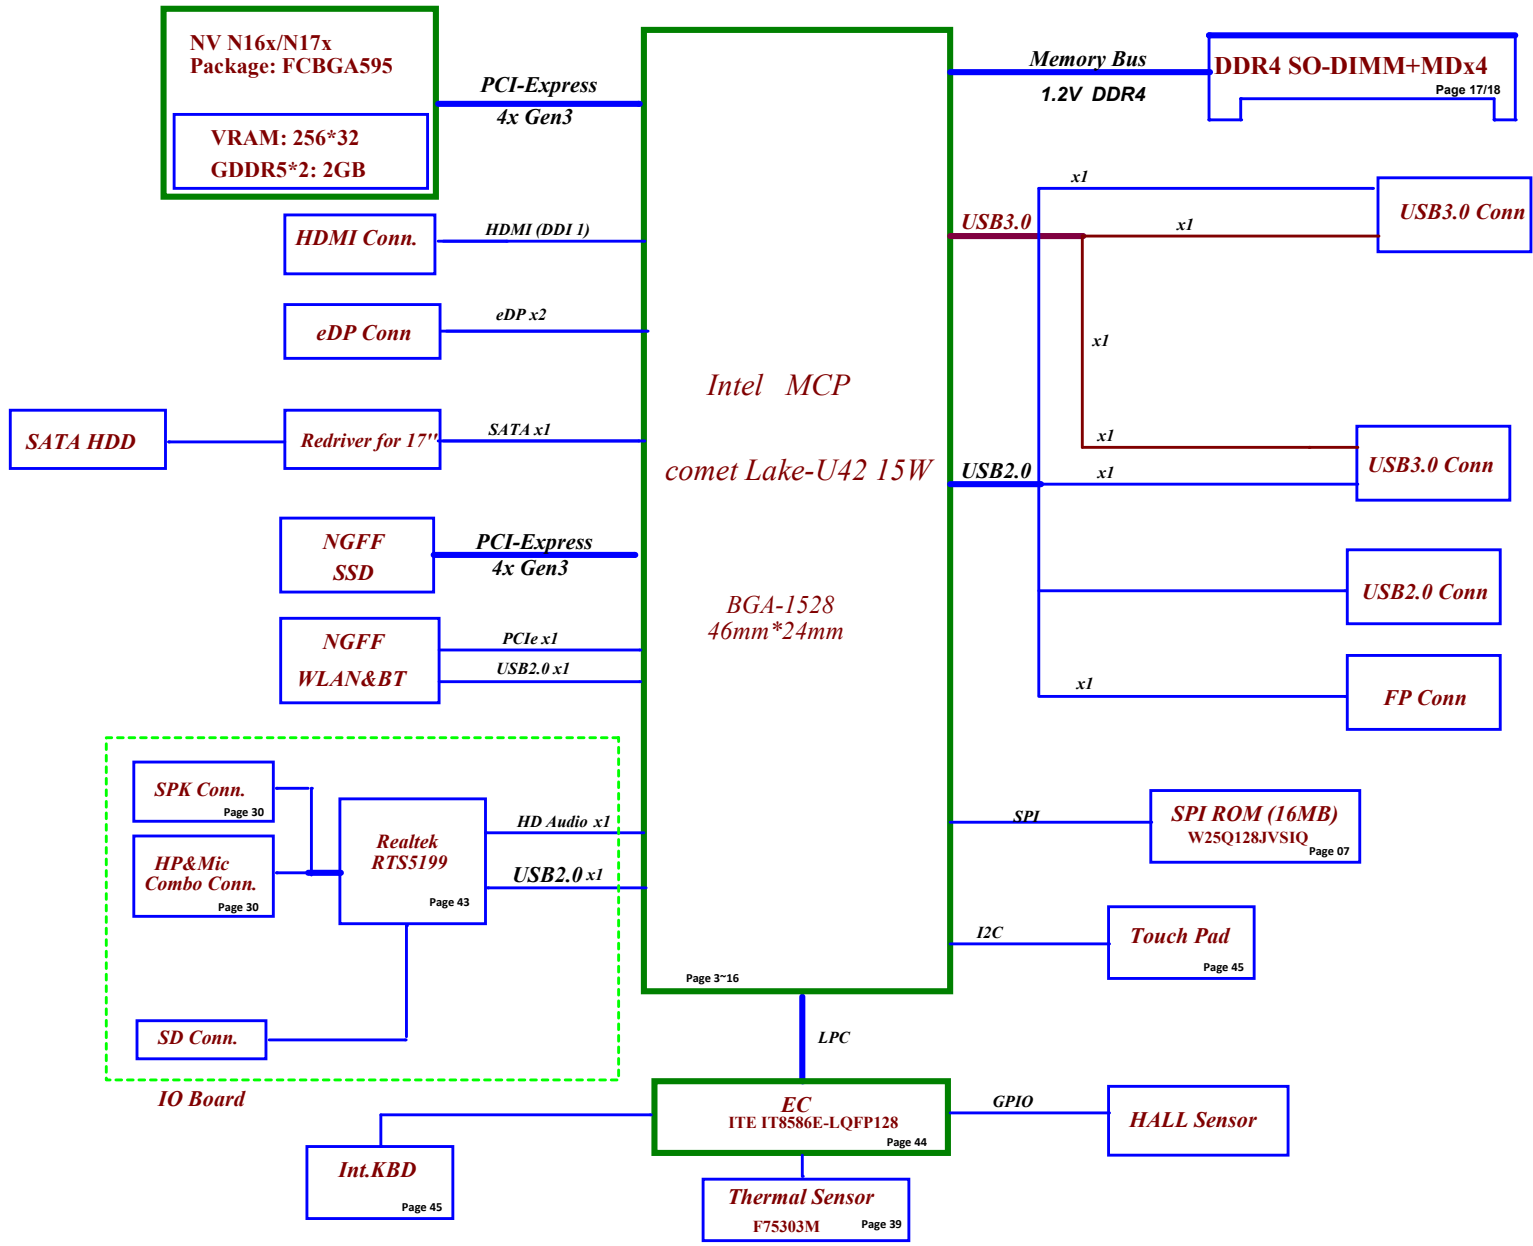 NV N16x/N17x
Package: FCBGA595
VRAM: 256*32
GDDR5*2: 2GB
PCI-Express
4x Gen3
Memory Bus
1.2V DDR4
DDR4 SO-DIMM+MDx4
Page 17/18
HDMI Conn.
HDMI (DDI 1)
eDP Conn
eDP x2
SATA HDD
Redriver for 17"
SATA x1
NGFF
SSD
PCI-Express
4x Gen3
NGFF
WLAN&BT
PCIe x1
USB2.0 x1
Intel MCP
comet Lake-U42 15W
BGA-1528
46mm*24mm
Page 3~16
USB3.0
x1
x1
USB3.0 Conn
x1
USB2.0
x1
x1
USB3.0 Conn
USB2.0 Conn
x1
FP Conn
SPK Conn.
Page 30
HP&Mic
Combo Conn.
Page 30
Realtek
RTS5199
Page 43
HD Audio x1
USB2.0 x1
SD Conn.
IO Board
SPI
SPI ROM (16MB)
W25Q128JVSIQ
Page 07
I2C
Touch Pad
Page 45
LPC
EC
ITE IT8586E-LQFP128
Page 44
GPIO
HALL Sensor
Int.KBD
Page 45
Thermal Sensor
F75303M
Page 39